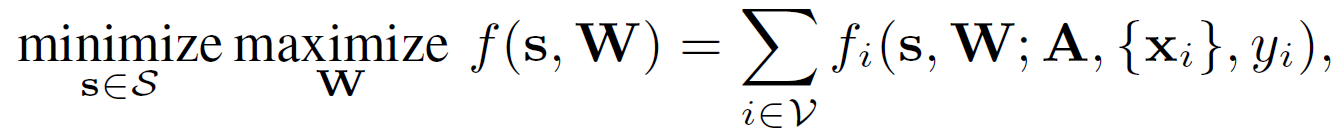 minimize maximize f(s, W) = ∑ f_i(s, W; A, {x_i}, y_i),
s∈𝒮 W i∈𝒱